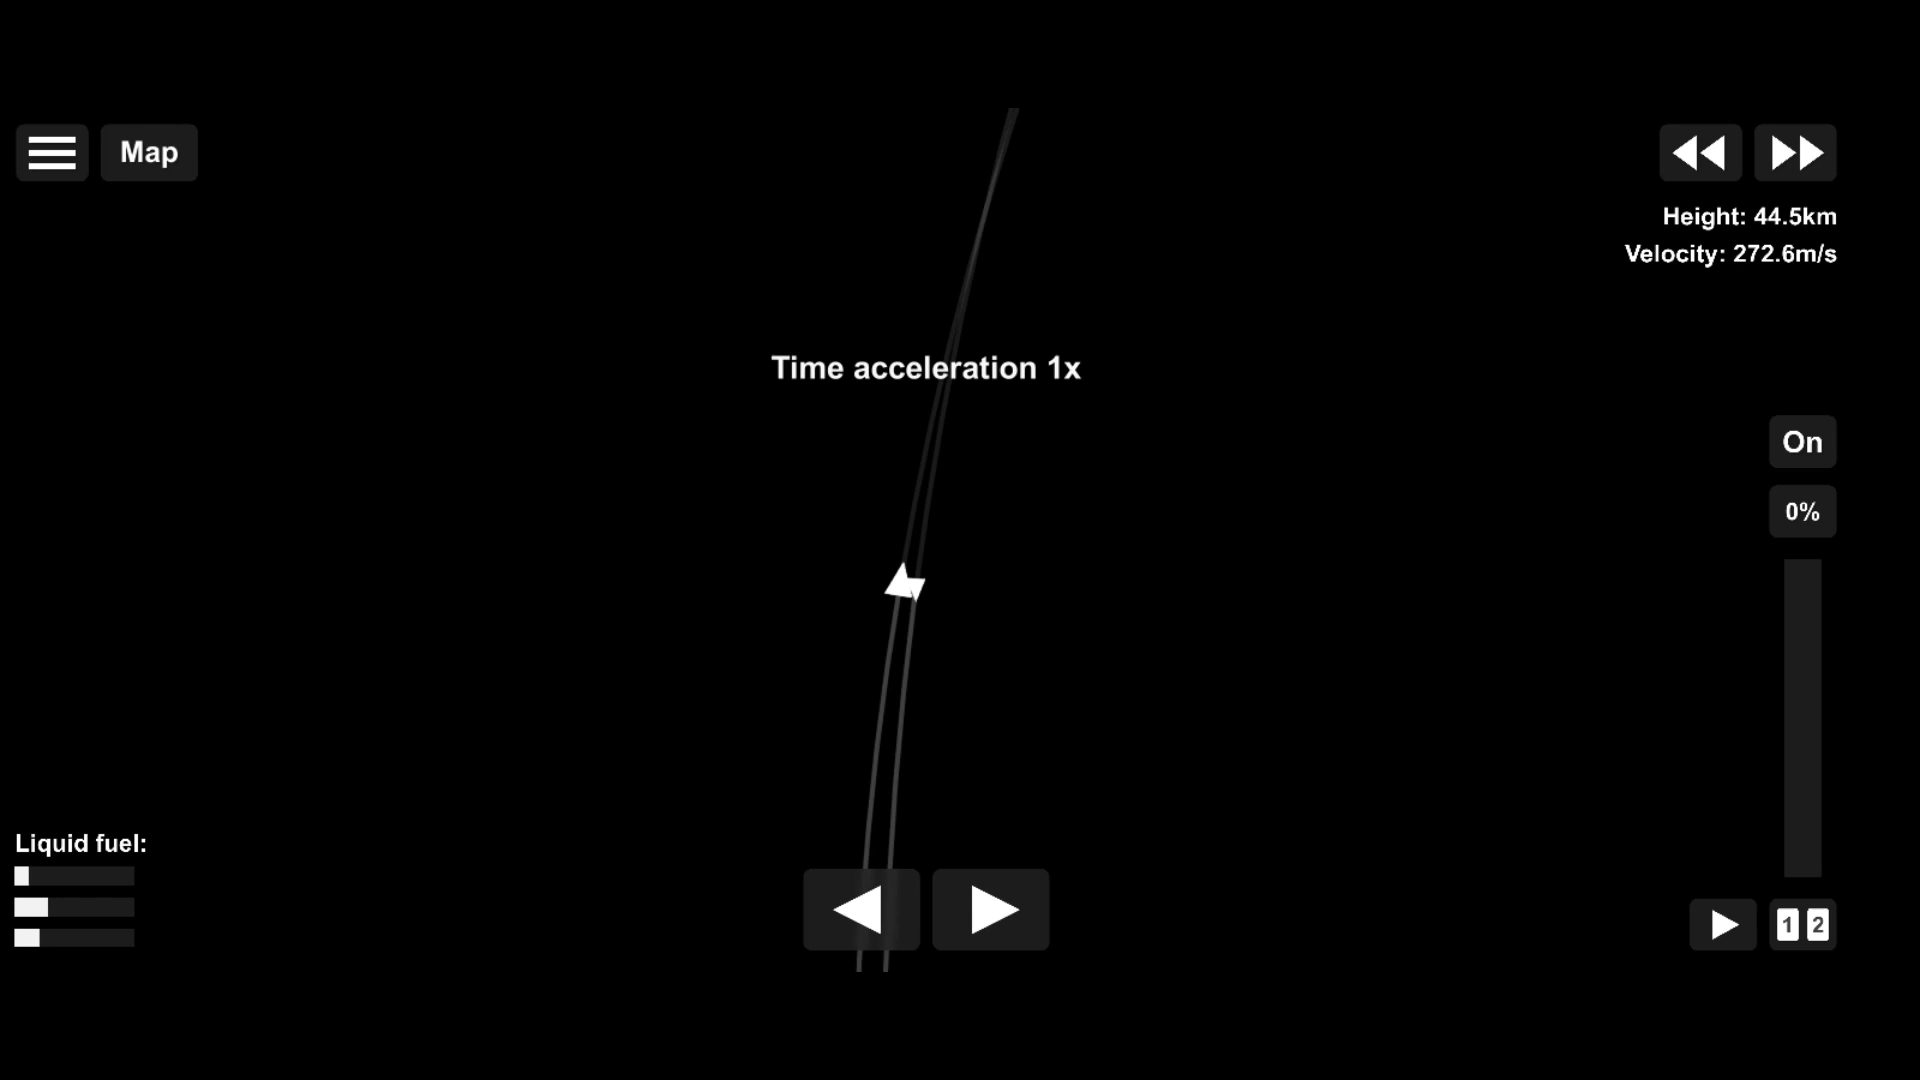 Map
Height: 44.5km
Velocity: 272.6m/s
Time acceleration 1x
On
0%
Liquid fuel:
1 2